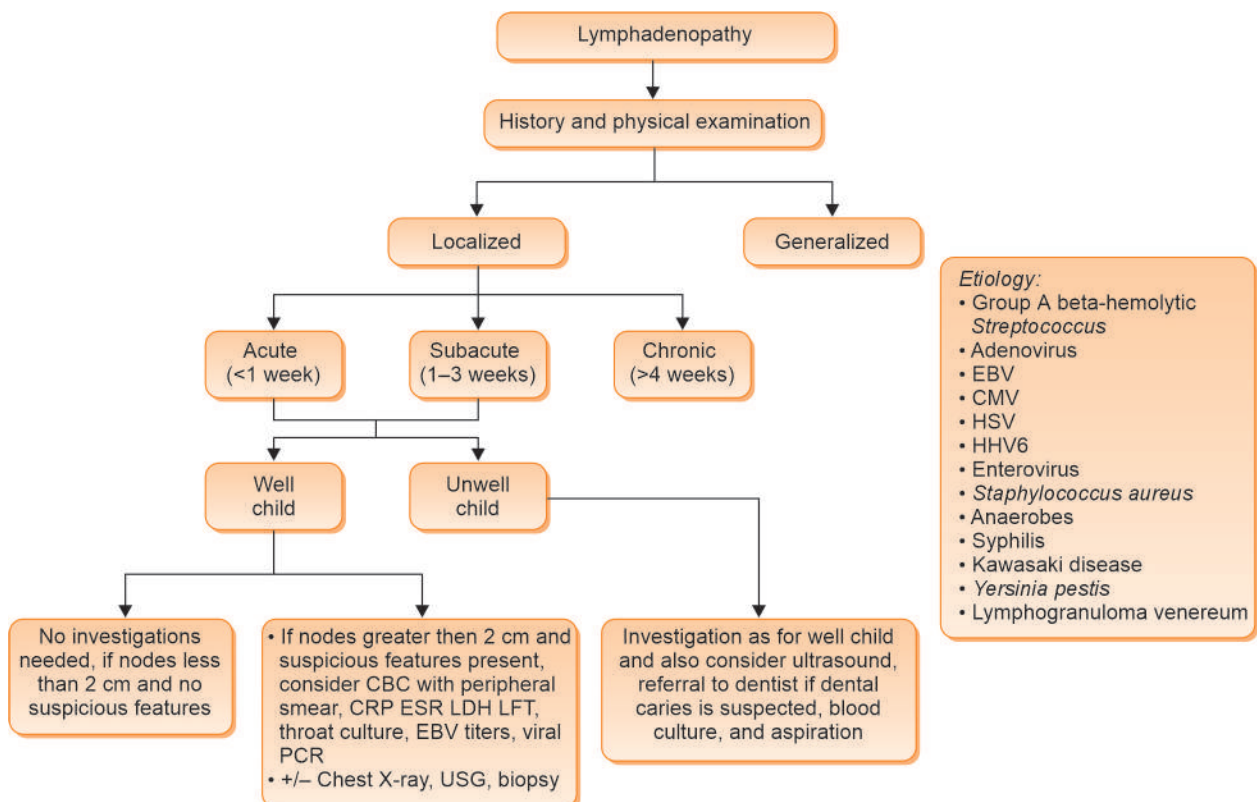 Lymphadenopathy
History and physical examination
Localized
Generalized
Acute
(<1 week)
Subacute
(1–3 weeks)
Chronic
(>4 weeks)
Well
child
Unwell
child
No investigations
needed, if nodes less
than 2 cm and no
suspicious features
• If nodes greater then 2 cm and
suspicious features present,
consider CBC with peripheral
smear, CRP ESR LDH LFT,
throat culture, EBV titers, viral
PCR
• +/– Chest X-ray, USG, biopsy
Investigation as for well child
and also consider ultrasound,
referral to dentist if dental
caries is suspected, blood
culture, and aspiration
Etiology:
• Group A beta-hemolytic
Streptococcus
• Adenovirus
• EBV
• CMV
• HSV
• HHV6
• Enterovirus
• Staphylococcus aureus
• Anaerobes
• Syphilis
• Kawasaki disease
• Yersinia pestis
• Lymphogranuloma venereum